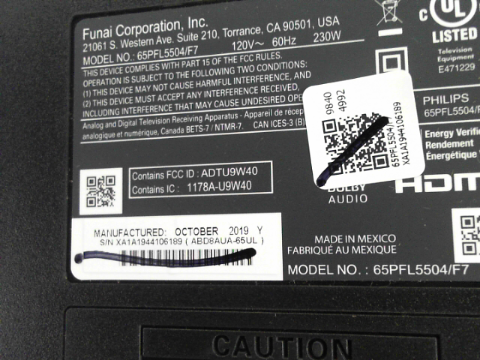 Funai Corporation, Inc.
21061 S. Western Ave. Suite 210, Torrance, CA 90501, USA
MODEL NO.: 65PFL5504/F7 120V~ 60Hz 230W
THIS DEVICE COMPLIES WITH PART 15 OF THE FCC RULES.
OPERATION IS SUBJECT TO THE FOLLOWING TWO CONDITIONS:
(1) THIS DEVICE MAY NOT CAUSE HARMFUL INTERFERENCE, AND
(2) THIS DEVICE MUST ACCEPT ANY INTERFERENCE RECEIVED,
INCLUDING INTERFERENCE THAT MAY CAUSE UNDESIRED
Analog and Digital Television Receiving Apparatus - Appareil de
analogique et numérique, Canada BETS-7 / NTMR-7. CAN ICES-3 (B)
C UL
LISTED
Television
Equipment
E471229
PHILIPS
65PFL5504/F7
Energy
Rendement
Énergétique
9840
4992
65PFL5504
XA1A1944106189
Contains FCC ID : ADTU9W40
Contains IC : 1178A-U9W40
DOLBY
AUDIO
HDMI
MANUFACTURED: OCTOBER 2019 Y
S/N XA1A1944106189 ( ABD8AUA-65UL )
MADE IN MEXICO
FABRIQUÉ AU MEXIQUE
MODEL NO. : 65PFL5504/F7
CAUTION